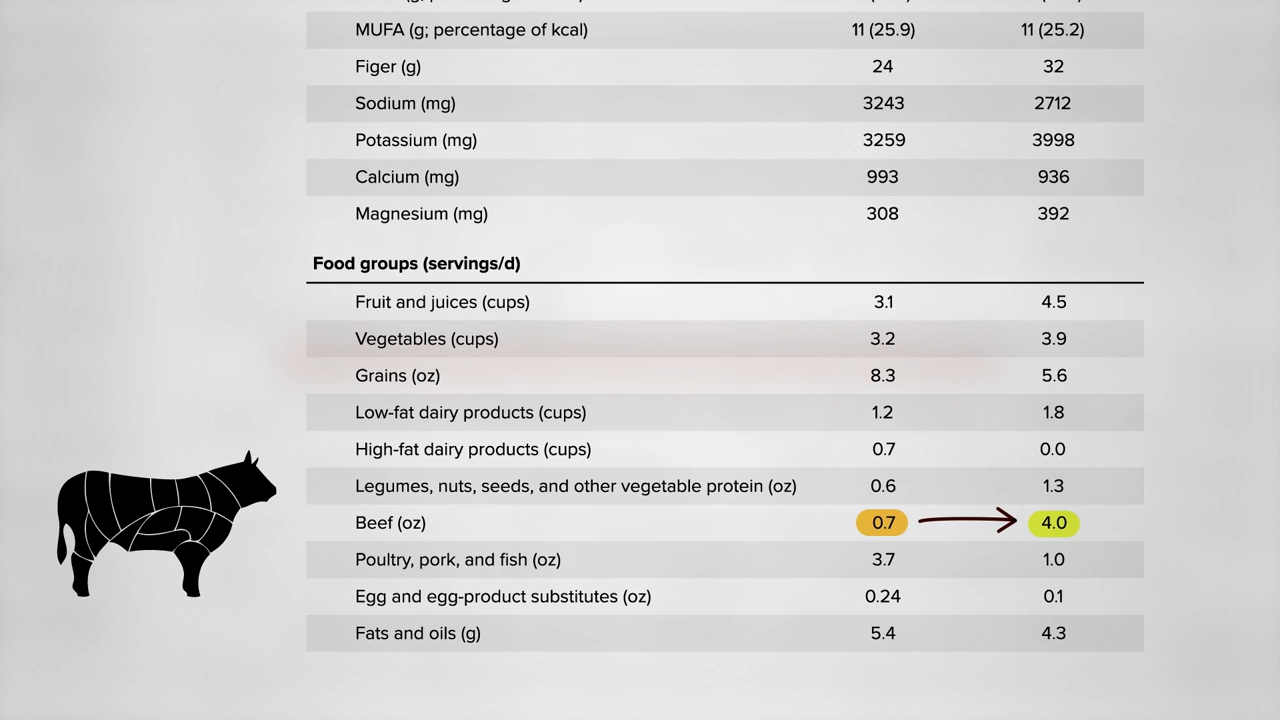 MUFA (g; percentage of kcal) 11 (25.9) 11 (25.2)
Figer (g) 24 32
Sodium (mg) 3243 2712
Potassium (mg) 3259 3998
Calcium (mg) 993 936
Magnesium (mg) 308 392
Food groups (servings/d)
Fruit and juices (cups) 3.1 4.5
Vegetables (cups) 3.2 3.9
Grains (oz) 8.3 5.6
Low-fat dairy products (cups) 1.2 1.8
High-fat dairy products (cups) 0.7 0.0
Legumes, nuts, seeds, and other vegetable protein (oz) 0.6 1.3
Beef (oz) 0.7 4.0
Poultry, pork, and fish (oz) 3.7 1.0
Egg and egg-product substitutes (oz) 0.24 0.1
Fats and oils (g) 5.4 4.3